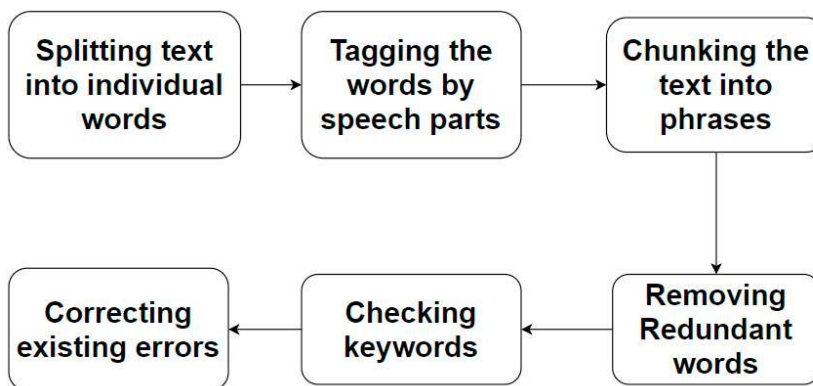 Splitting text
into individual
words
Tagging the
words by
speech parts
Chunking the
text into
phrases
Removing
Redundant
words
Checking
keywords
Correcting
existing errors